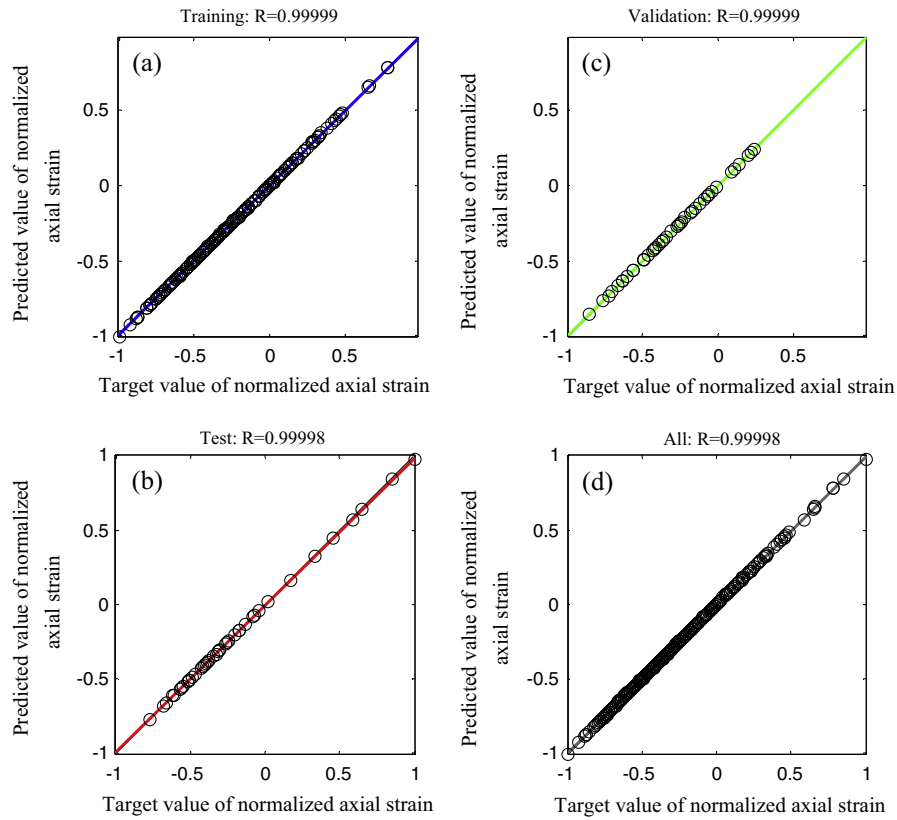 Training: R=0.99999
(a)
Predicted value of normalized
axial strain
0.5
0
-0.5
-1
-1 -0.5 0 0.5
Target value of normalized axial strain
Validation: R=0.99999
(c)
Predicted value of normalized
axial strain
0.5
0
-0.5
-1
-1 -0.5 0 0.5 1
Target value of normalized axial strain
Test: R=0.99998
(b)
Predicted value of normalized
axial strain
1
0.5
0
-0.5
-1
-1 -0.5 0 0.5 1
Target value of normalized axial strain
All: R=0.99998
(d)
Predicted value of normalized
axial strain
1
0.5
0
-0.5
-1
-1 -0.5 0 0.5 1
Target value of normalized axial strain